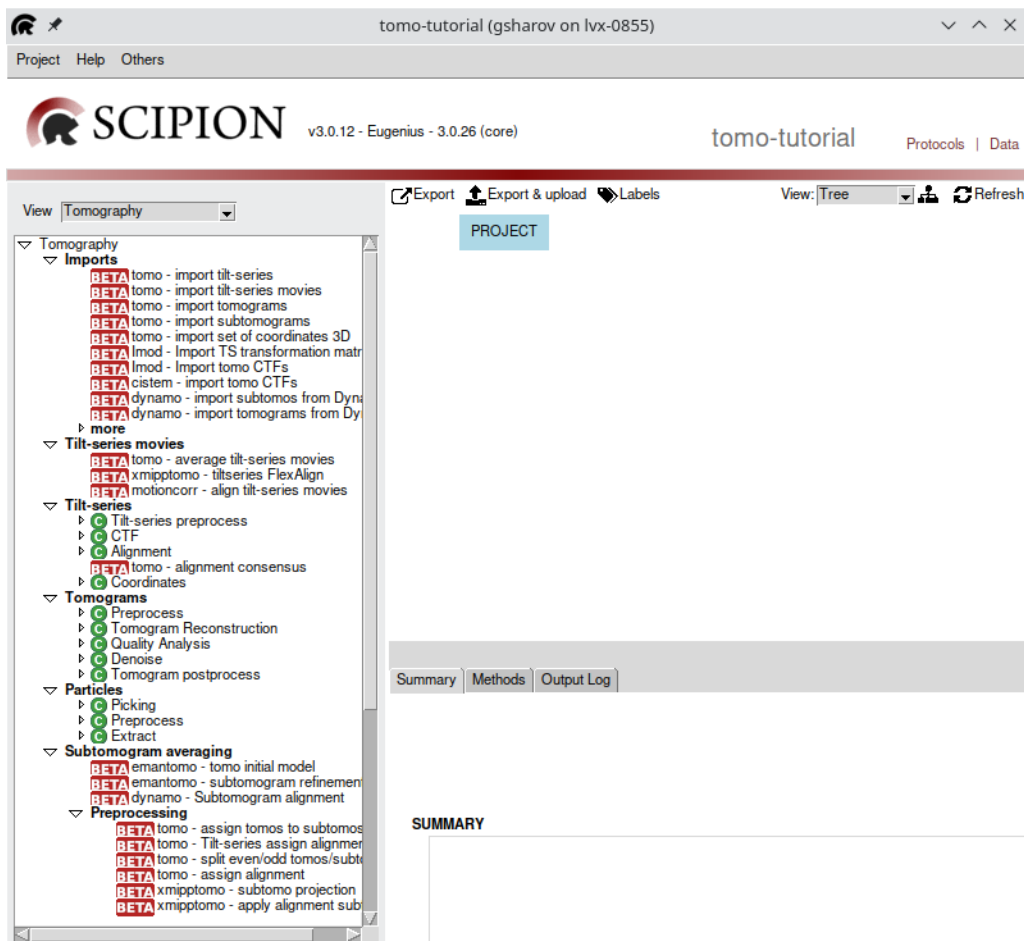 tomo-tutorial (gsharov on lvx-0855)
Project Help Others
SCIPION v3.0.12 - Eugenius - 3.0.26 (core) tomo-tutorial Protocols | Data
View Tomography
Export Export & upload Labels View: Tree Refresh
PROJECT
Tomography
Imports
BETA tomo - import tilt-series
BETA tomo - import tilt-series movies
BETA tomo - import tomograms
BETA tomo - import subtomograms
BETA tomo - import set of coordinates 3D
BETA Imod - Import TS transformation matr
BETA Imod - Import tomo CTFs
BETA cistem - import tomo CTFs
BETA dynamo - import subtomos from Dyna
BETA dynamo - import tomograms from Dy
more
Tilt-series movies
BETA tomo - average tilt-series movies
BETA xmipptomo - tiltseries FlexAlign
BETA motioncorr - align tilt-series movies
Tilt-series
C Tilt-series preprocess
C CTF
C Alignment
BETA tomo - alignment consensus
C Coordinates
Tomograms
C Preprocess
C Tomogram Reconstruction
C Quality Analysis
C Denoise
C Tomogram postprocess
Particles
C Picking
C Preprocess
C Extract
Subtomogram averaging
BETA emantomo - tomo initial model
BETA emantomo - subtomogram refinement
BETA dynamo - Subtomogram alignment
Preprocessing
BETA tomo - assign tomos to subtomos
BETA tomo - Tilt-series assign alignmer
BETA tomo - split even/odd tomos/subto
BETA tomo - assign alignment
BETA xmipptomo - subtomo projection
BETA xmipptomo - apply alignment sub
Summary Methods Output Log
SUMMARY